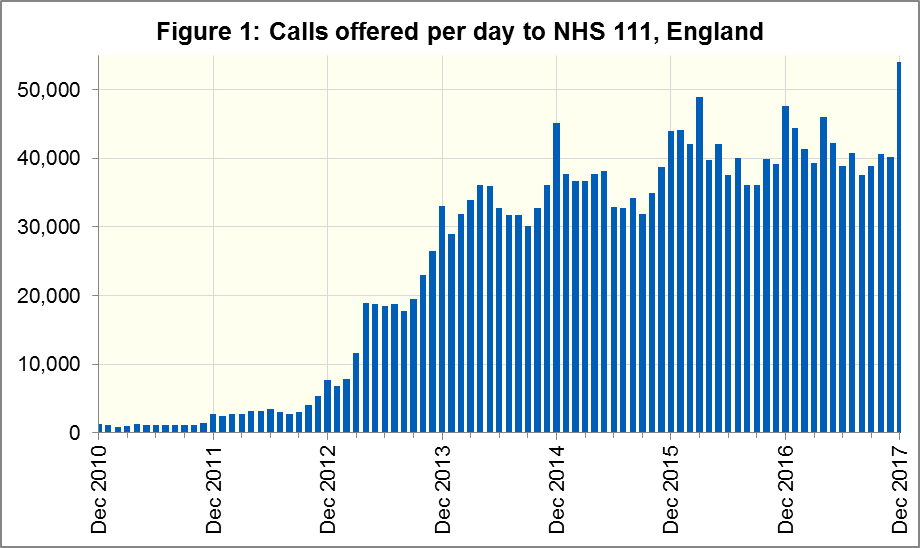 Figure 1: Calls offered per day to NHS 111, England
50,000
40,000
30,000
20,000
10,000
0
Dec 2010
Dec 2011
Dec 2012
Dec 2013
Dec 2014
Dec 2015
Dec 2016
Dec 2017